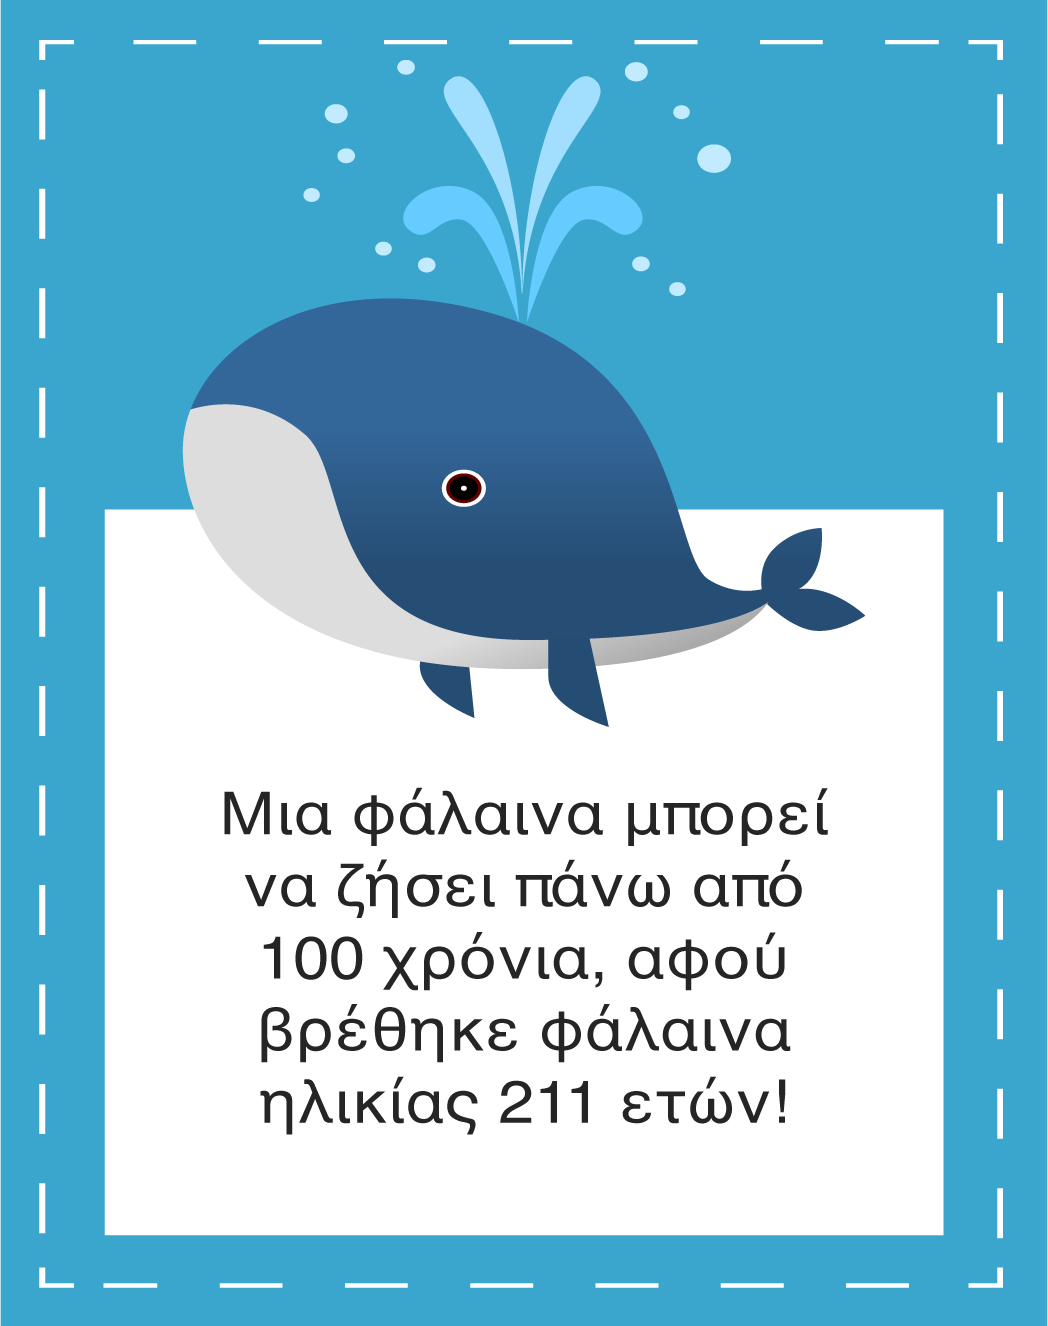 Μια φάλαινα μπορεί
να ζήσει πάνω από
100 χρόνια, αφού
βρέθηκε φάλαινα
ηλικίας 211 ετών!